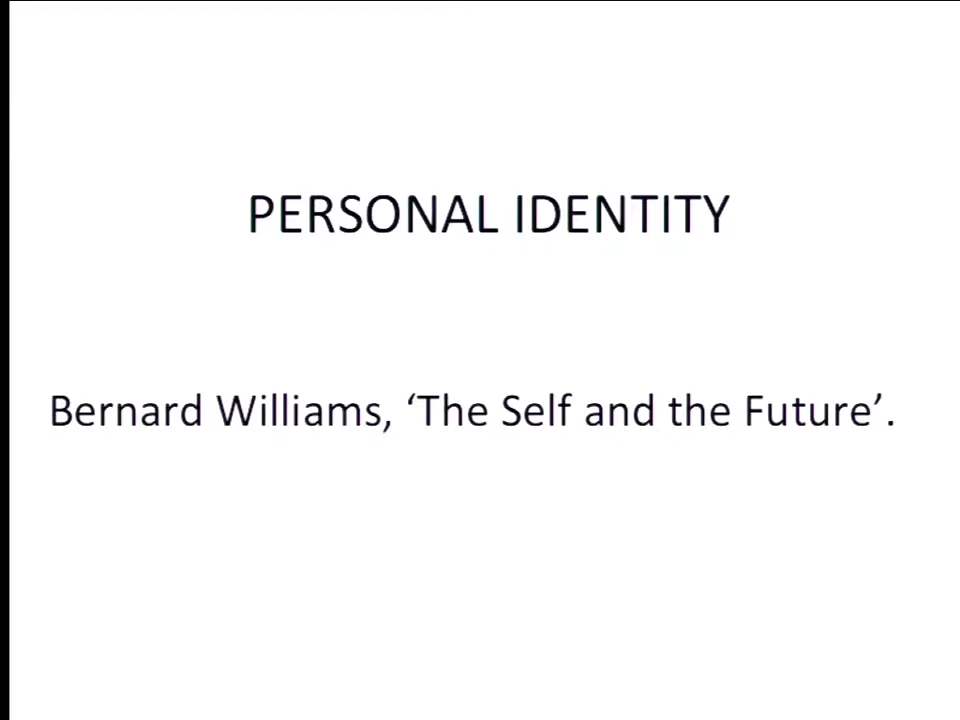 PERSONAL IDENTITY
Bernard Williams, ‘The Self and the Future’.